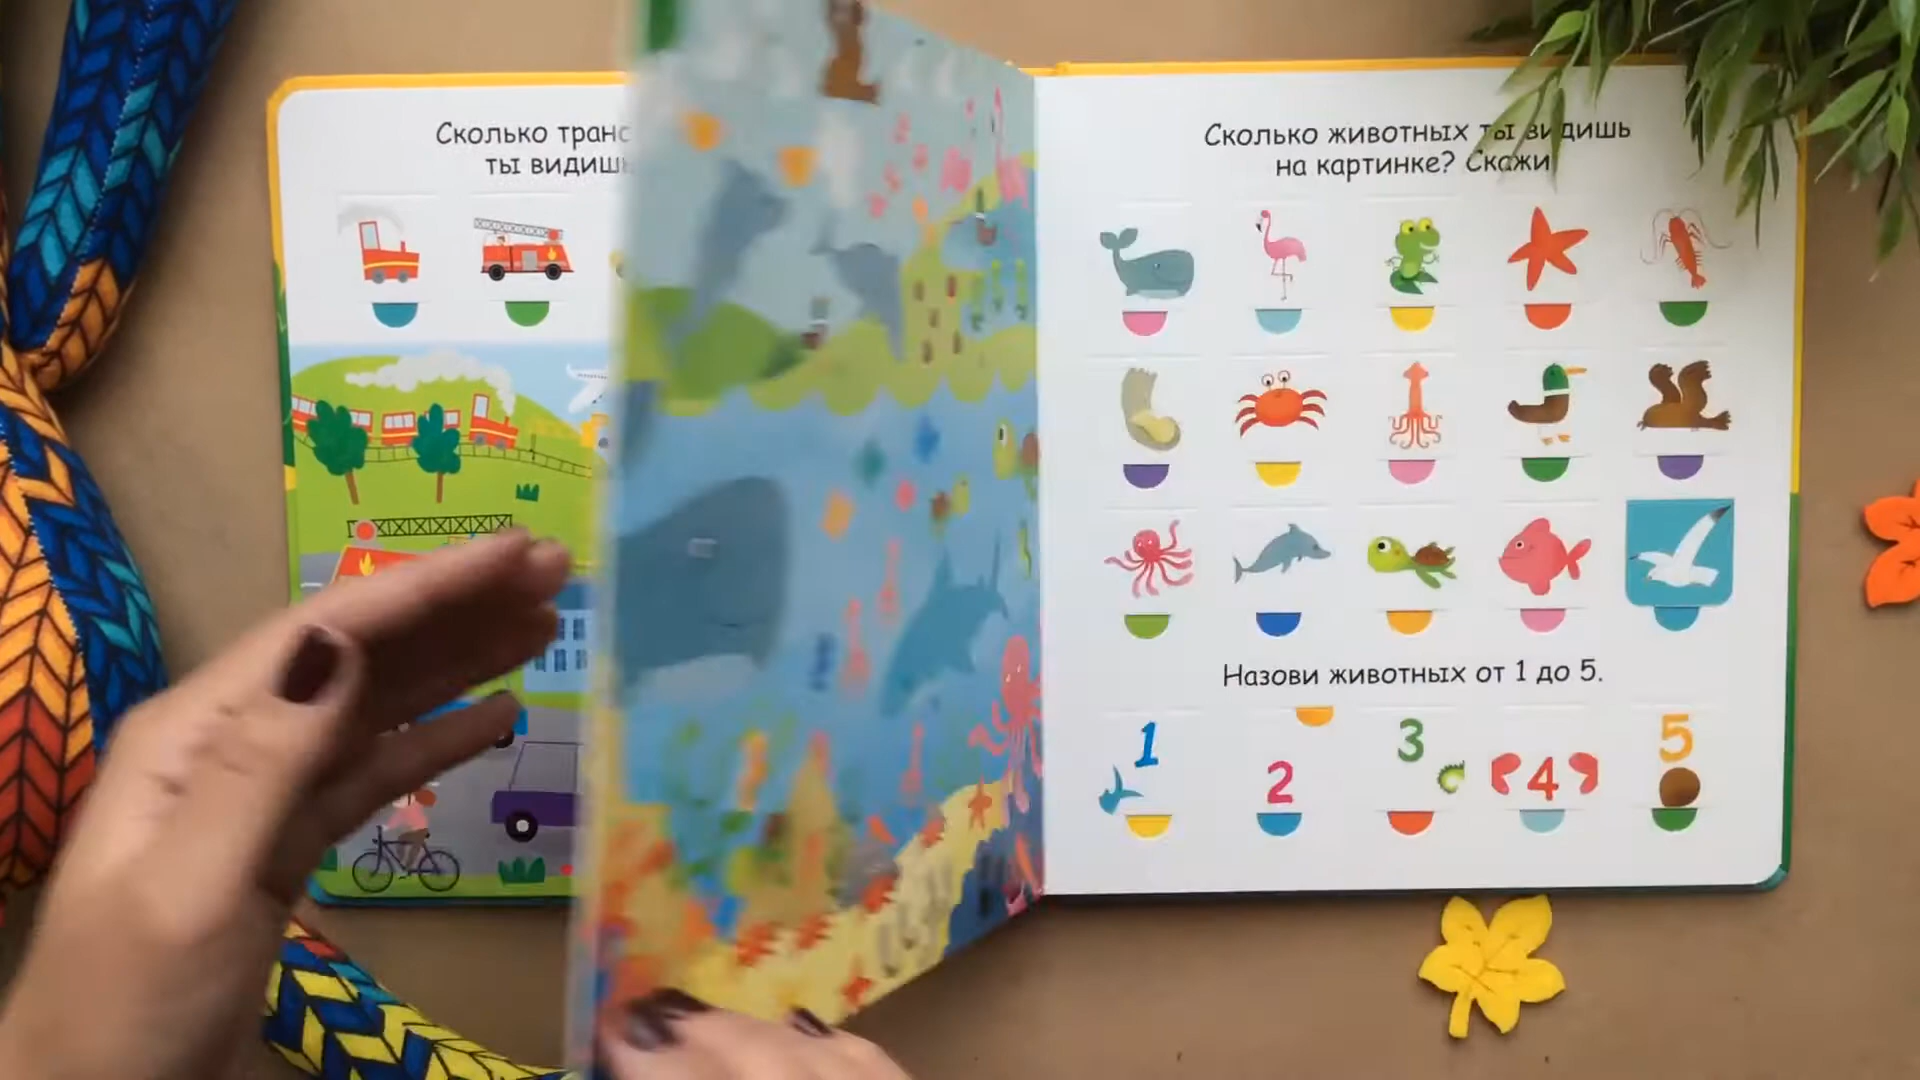 Сколько транс
ты видишь
Сколько животных ты видишь
на картинке? Скажи
Назови животных от 1 до 5.
1
2
3
4
5